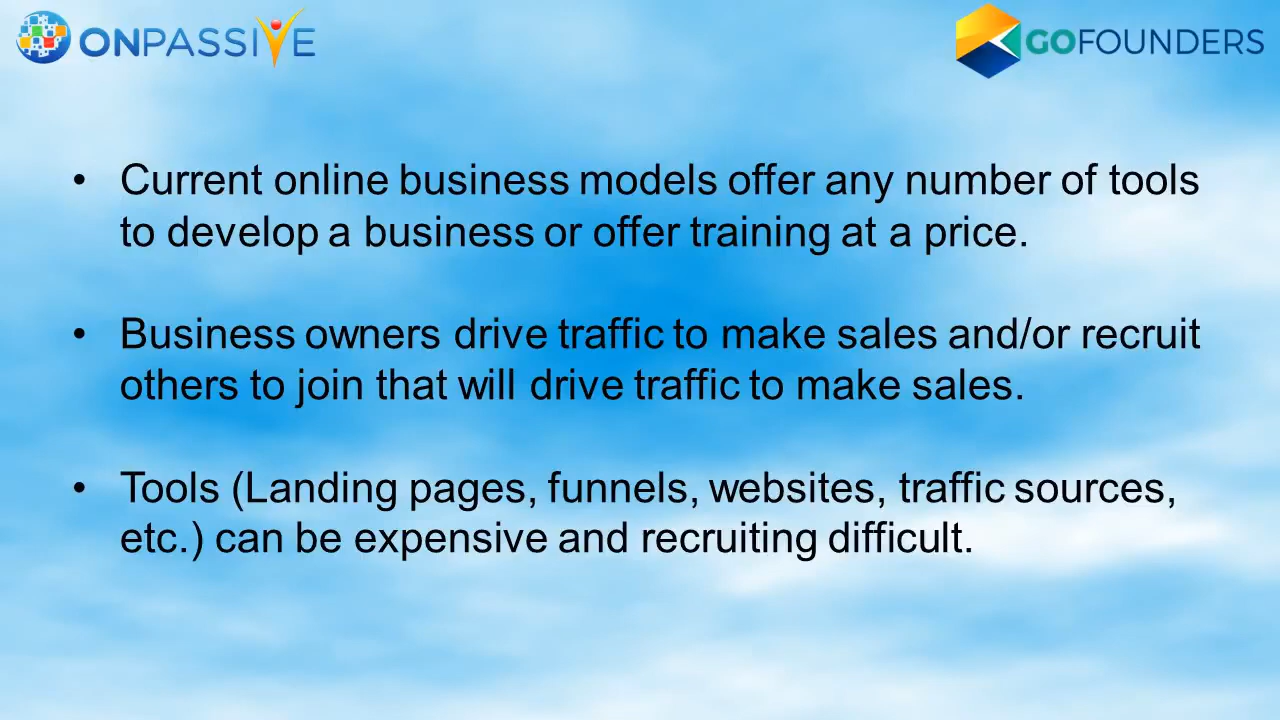 ONPASSIVE
GOFOUNDERS
• Current online business models offer any number of tools
to develop a business or offer training at a price.
• Business owners drive traffic to make sales and/or recruit
others to join that will drive traffic to make sales.
• Tools (Landing pages, funnels, websites, traffic sources,
etc.) can be expensive and recruiting difficult.